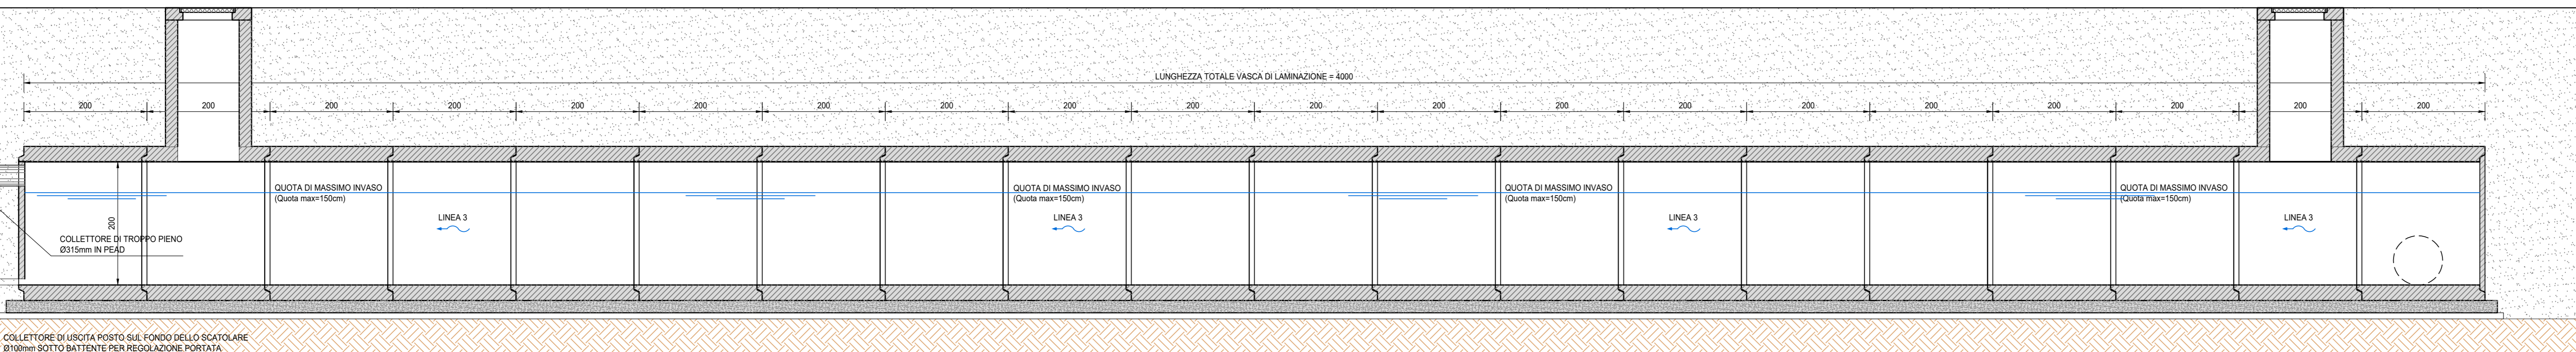 LUNGHEZZA TOTALE VASCA DI LAMINAZIONE = 4000
200 200 200 200 200 200 200 200 200 200 200 200 200 200 200 200 200 200 200 200
QUOTA DI MASSIMO INVASO
(Quota max=150cm)
QUOTA DI MASSIMO INVASO
(Quota max=150cm)
QUOTA DI MASSIMO INVASO
(Quota max=150cm)
QUOTA DI MASSIMO INVASO
(Quota max=150cm)
LINEA 3
LINEA 3
LINEA 3
LINEA 3
200
COLLETTORE DI TROPPO PIENO
Ø315mm IN PEAD
COLLETTORE DI USCITA POSTO SUL FONDO DELLO SCATOLARE
Ø100mm SOTTO BATTENTE PER REGOLAZIONE PORTATA